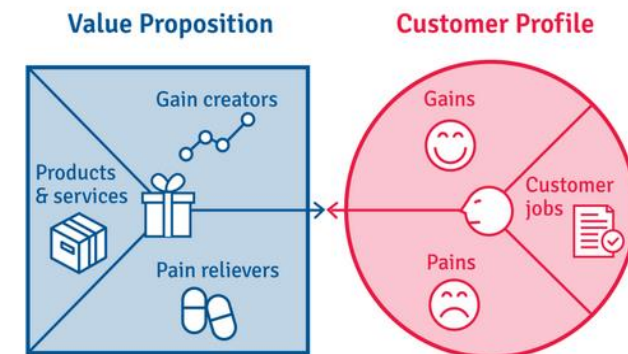 Value Proposition
Gain creators
Products
& services
Pain relievers
Customer Profile
Gains
Customer
jobs
Pains